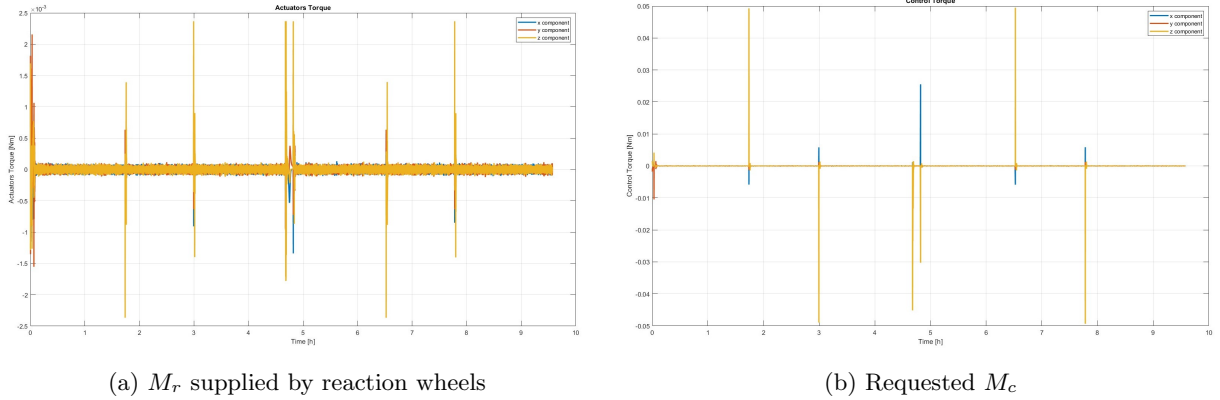 Actuators Torque
×10⁻³
2.5
2
1.5
1
0.5
0
-0.5
-1
-1.5
-2
-2.5
Actuators Torque [Nm]
x component
y component
z component
0 1 2 3 4 5 6 7 8 9 10
Time [h]
(a) M_r supplied by reaction wheels
Control Torque
0.05
0.04
0.03
0.02
0.01
0
-0.01
-0.02
-0.03
-0.04
-0.05
Control Torque [Nm]
x component
y component
z component
0 1 2 3 4 5 6 7 8 9 10
Time [h]
(b) Requested M_c